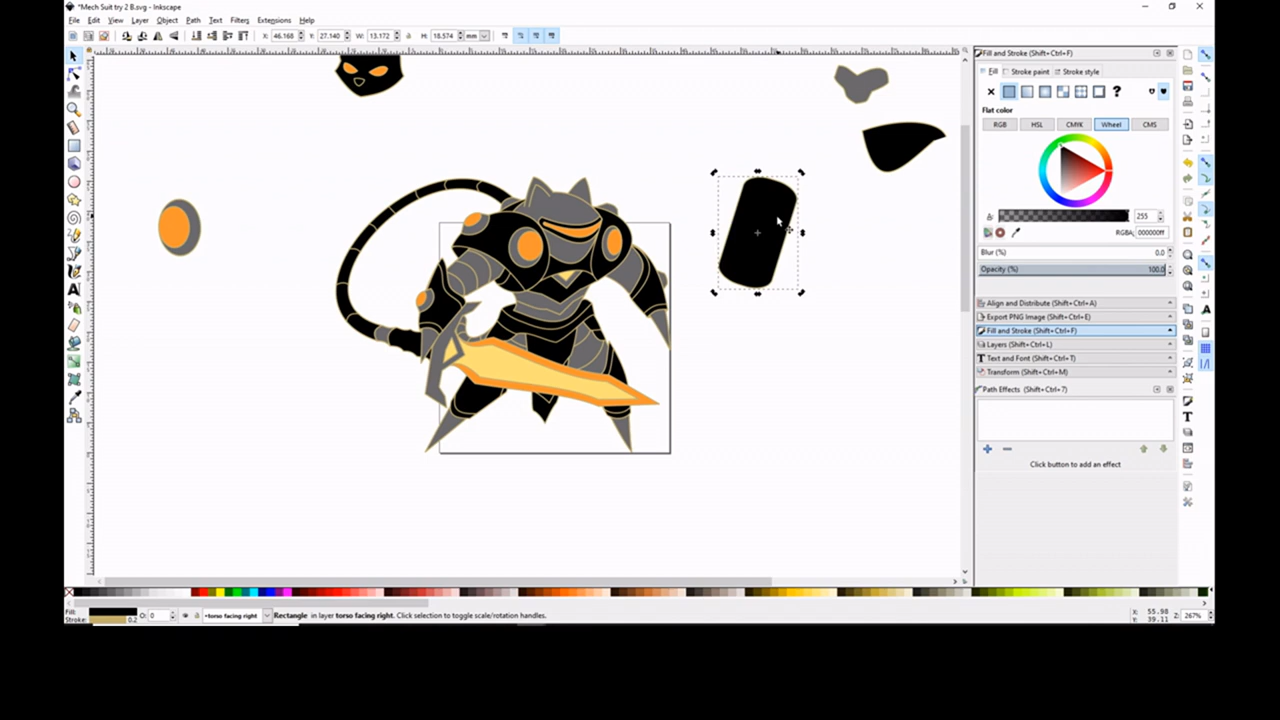 *Mech Suit try 2 B.svg - Inkscape
File Edit View Layer Object Path Text Filters Extensions Help
X: 46.168 Y: 27.140 W: 13.172 H: 18.574 mm
Fill and Stroke (Shift+Ctrl+F)
Fill Stroke paint Stroke style
Flat color
RGB HSL CMYK Wheel CMS
A: 255
RGBA: 000000ff
Blur (%) 0.0
Opacity (%) 100.0
Align and Distribute (Shift+Ctrl+A)
Export PNG Image (Shift+Ctrl+E)
Fill and Stroke (Shift+Ctrl+F)
Layers (Shift+Ctrl+L)
Text and Font (Shift+Ctrl+T)
Transform (Shift+Ctrl+M)
Path Effects (Shift+Ctrl+7)
Click button to add an effect
Fill: O: 0 •torso facing right Rectangle in layer torso facing right. Click selection to toggle scale/rotation handles. X: 55.98 Z: 267%
Stroke: 0.2 Y: 39.11